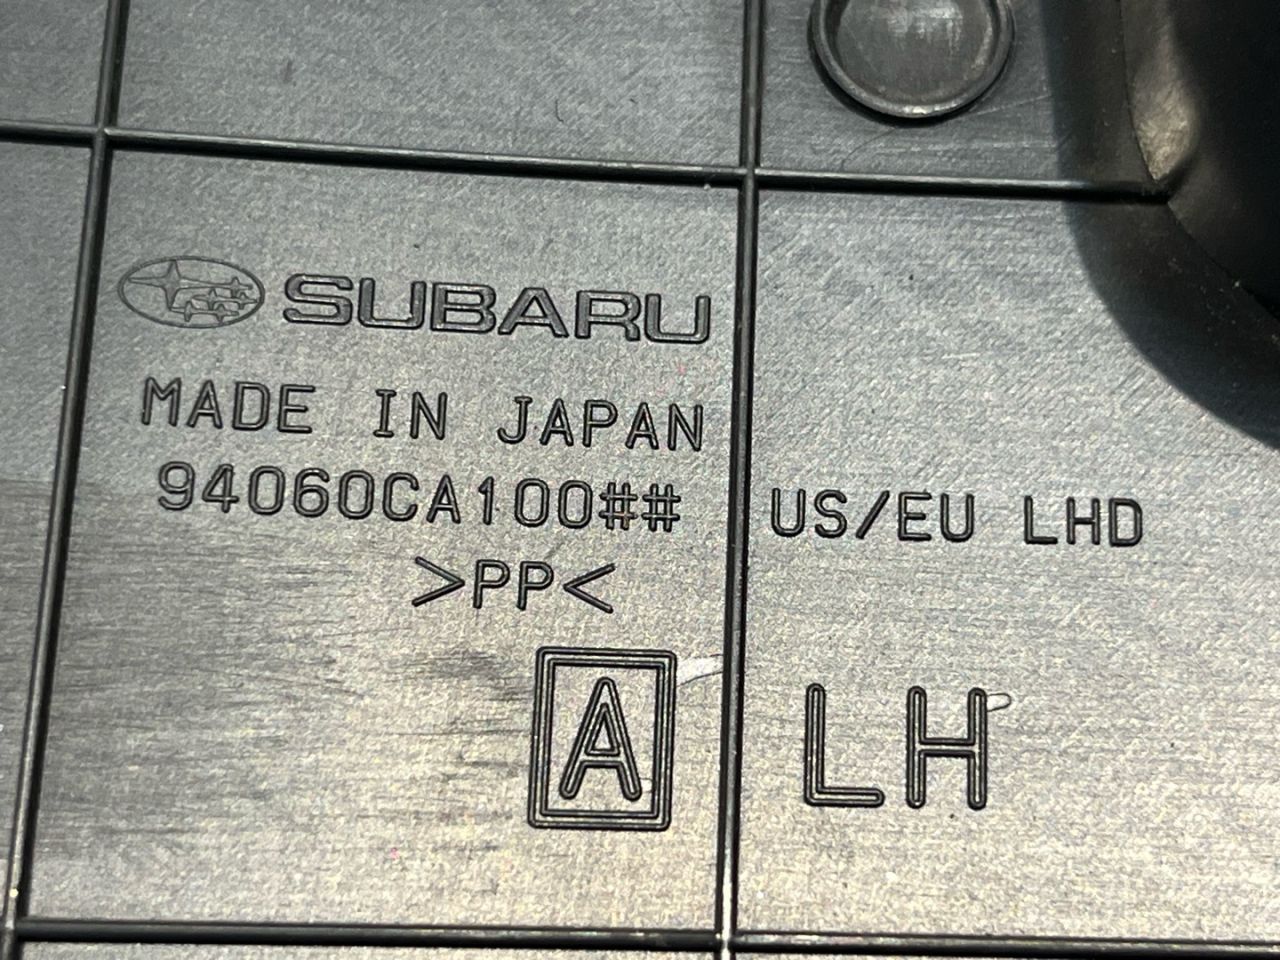 SUBARU
MADE IN JAPAN
94060CA100## US/EU LHD
>PP<
A LH